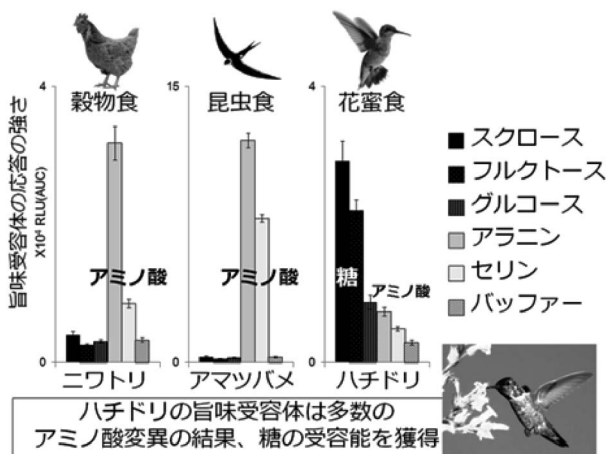 穀物食
昆虫食
花蜜食
旨味受容体の応答の強さ
X10⁴ RLU(AUC)
4
0
アミノ酸
ニワトリ
15
0
アミノ酸
アマツバメ
4
0
糖
アミノ酸
ハチドリ
スクロース
フルクトース
グルコース
アラニン
セリン
バッファー
ハチドリの旨味受容体は多数の
アミノ酸変異の結果、糖の受容能を獲得